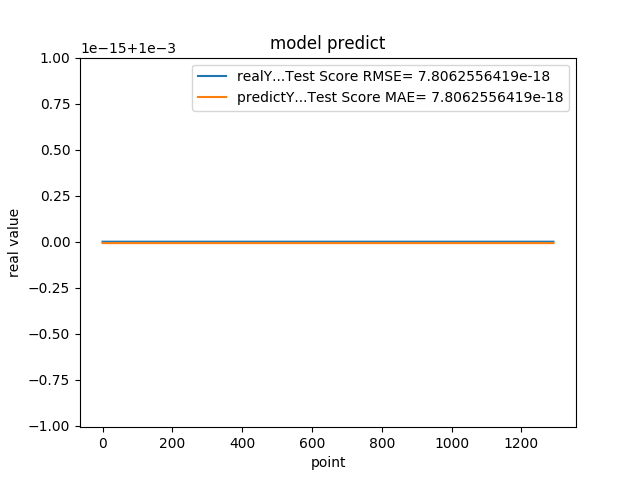 model predict
1e−15+1e−3
realY...Test Score RMSE= 7.8062556419e-18
predictY...Test Score MAE= 7.8062556419e-18
1.00
0.75
0.50
0.25
0.00
−0.25
−0.50
−0.75
−1.00
real value
0 200 400 600 800 1000 1200
point